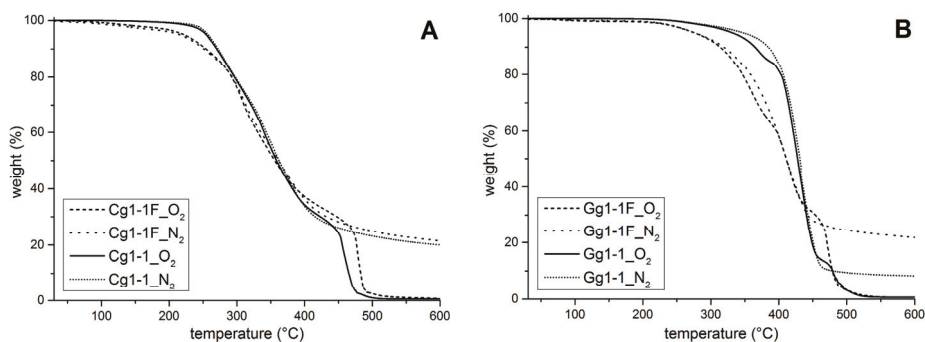 A
weight (%)
100
80
60
40
20
0
Cg1-1F_O₂
Cg1-1F_N₂
Cg1-1_O₂
Cg1-1_N₂
100 200 300 400 500 600
temperature (°C)
B
weight (%)
100
80
60
40
20
0
Gg1-1F_O₂
Gg1-1F_N₂
Gg1-1_O₂
Gg1-1_N₂
100 200 300 400 500 600
temperature (°C)